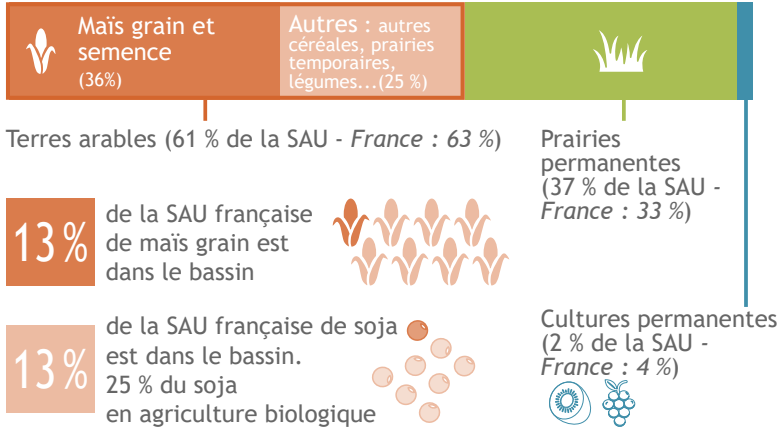 Maïs grain et
semence
(36%)
Autres : autres
céréales, prairies
temporaires,
légumes...(25 %)
Terres arables (61 % de la SAU - France : 63 %)
Prairies
permanentes
(37 % de la SAU -
France : 33 %)
13%
de la SAU française
de maïs grain est
dans le bassin
13%
de la SAU française de soja
est dans le bassin.
25 % du soja
en agriculture biologique
Cultures permanentes
(2 % de la SAU -
France : 4 %)